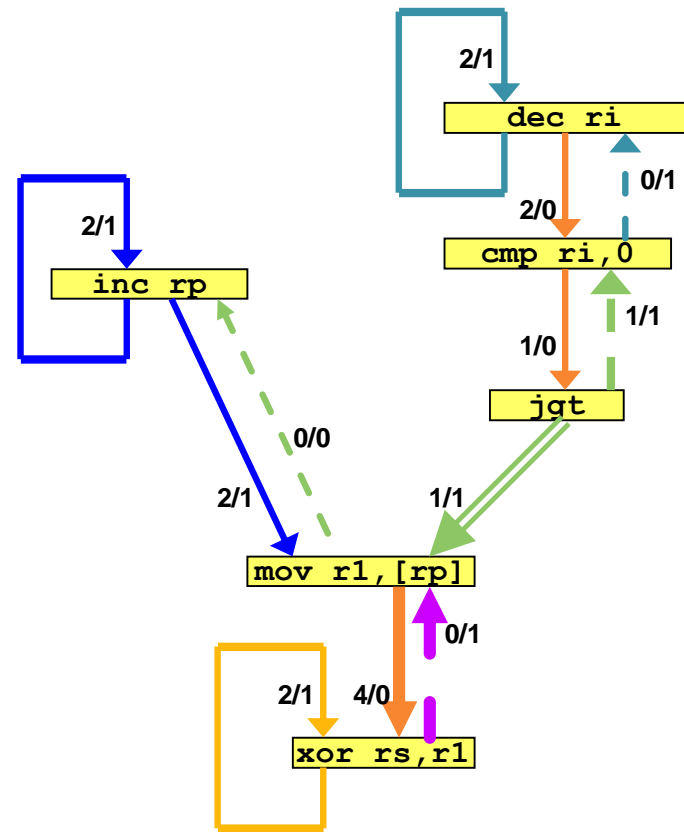 2/1
dec ri
0/1
2/0
2/1
cmp ri,0
inc rp
1/1
1/0
jgt
0/0
2/1
1/1
mov r1,[rp]
0/1
2/1
4/0
xor rs,r1